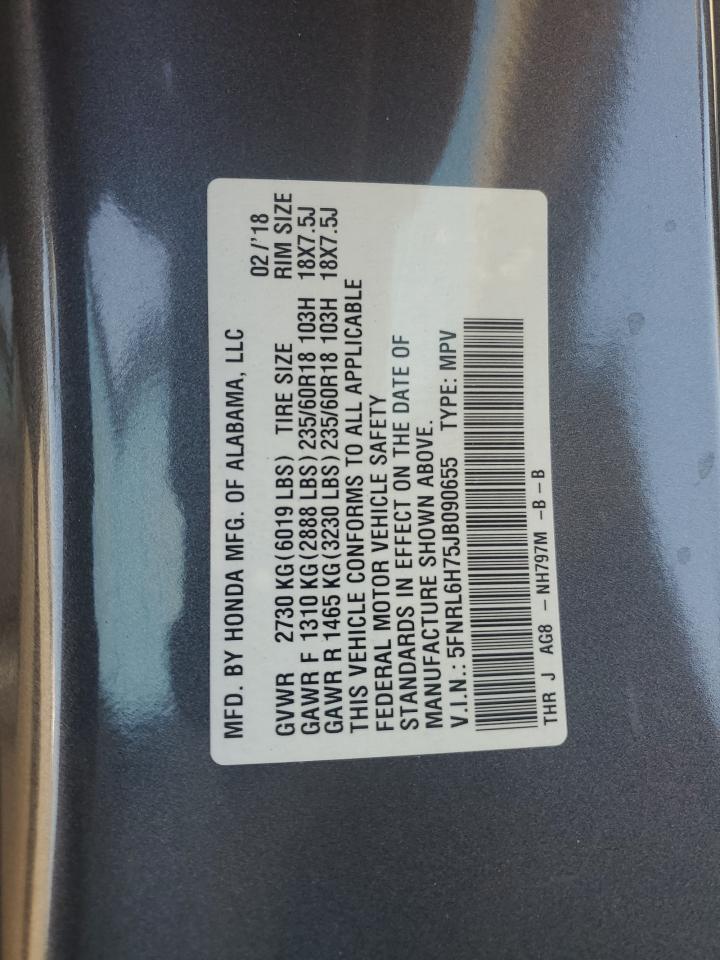 MFD. BY HONDA MFG. OF ALABAMA, LLC
02/'18
GVWR 2730 KG(6019 LBS) TIRE SIZE RIM SIZE
GAWR F 1310 KG(2888 LBS)235/60R18 103H 18X7.5J
GAWR R 1465 KG(3230 LBS)235/60R18 103H 18X7.5J
THIS VEHICLE CONFORMS TO ALL APPLICABLE
FEDERAL MOTOR VEHICLE SAFETY
STANDARDS IN EFFECT ON THE DATE OF
MANUFACTURE SHOWN ABOVE.
V.I.N.: 5FNRL6H75JB090655 TYPE: MPV
THR J AG8 - NH797M -B - B